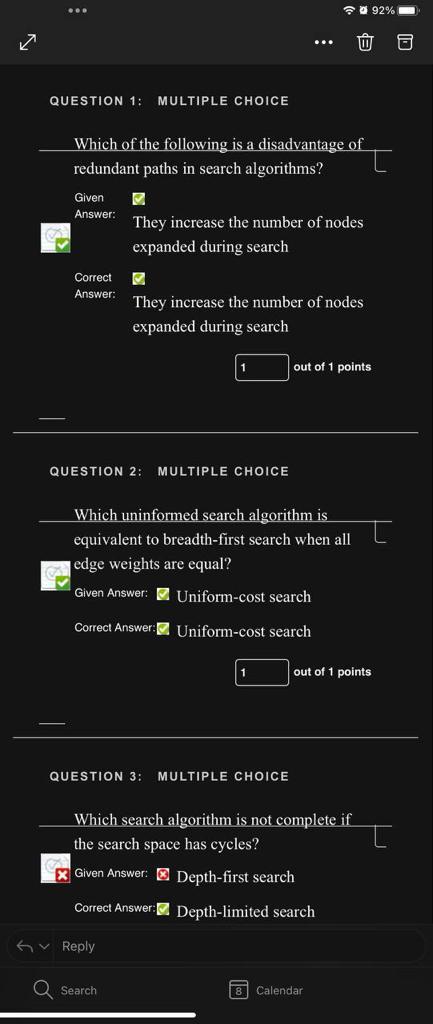 92%
QUESTION 1: MULTIPLE CHOICE
Which of the following is a disadvantage of
redundant paths in search algorithms?
Given
Answer:
They increase the number of nodes
expanded during search
Correct
Answer:
They increase the number of nodes
expanded during search
1 out of 1 points
QUESTION 2: MULTIPLE CHOICE
Which uninformed search algorithm is
equivalent to breadth-first search when all
edge weights are equal?
Given Answer: Uniform-cost search
Correct Answer: Uniform-cost search
1 out of 1 points
QUESTION 3: MULTIPLE CHOICE
Which search algorithm is not complete if
the search space has cycles?
Given Answer: Depth-first search
Correct Answer: Depth-limited search
Reply
Search
8 Calendar